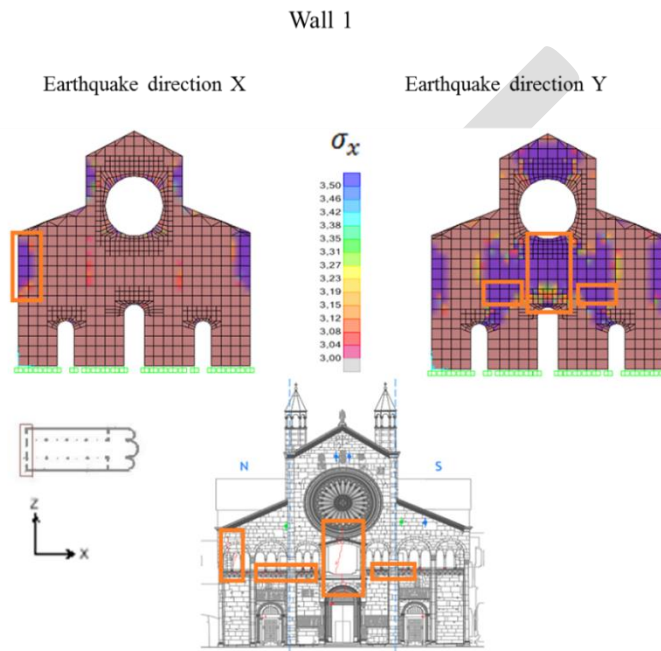 Wall 1
Earthquake direction X
Earthquake direction Y
σx
3,50
3,46
3,42
3,38
3,35
3,31
3,27
3,23
3,19
3,15
3,12
3,08
3,04
3,00
N
S
Z
X